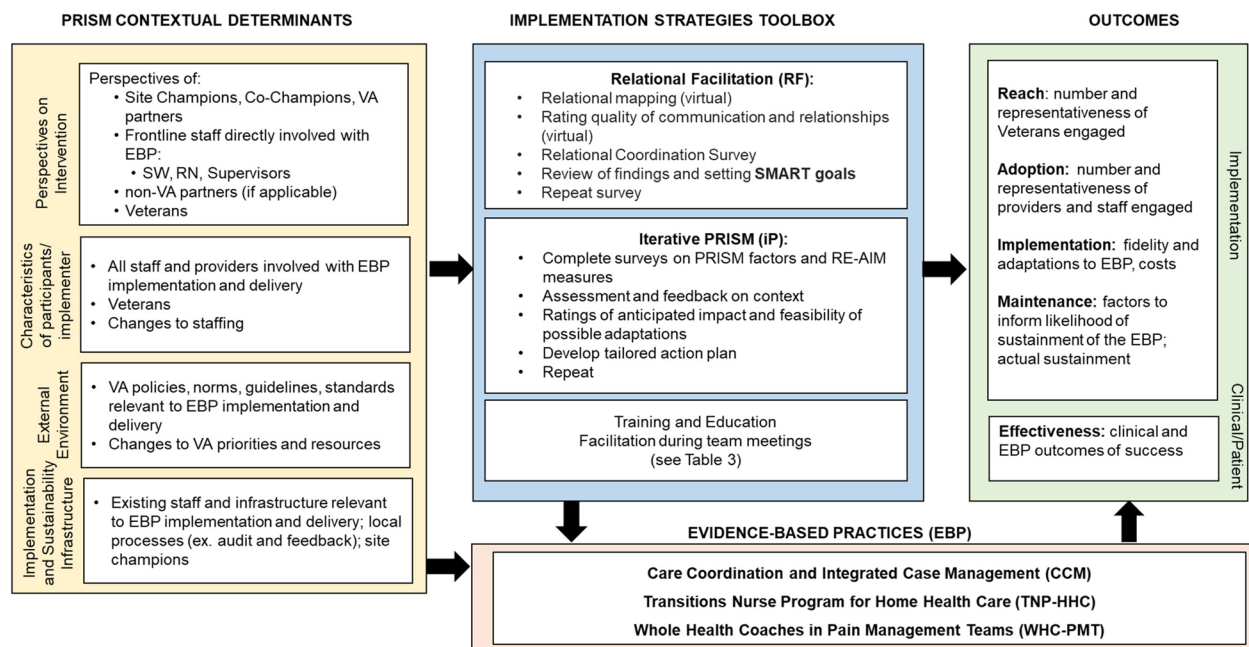 PRISM CONTEXTUAL DETERMINANTS
Perspectives on
Intervention
Perspectives of:
• Site Champions, Co-Champions, VA
partners
• Frontline staff directly involved with
EBP:
• SW, RN, Supervisors
• non-VA partners (if applicable)
• Veterans
Characteristics
of participants/
implementer
• All staff and providers involved with EBP
implementation and delivery
• Veterans
• Changes to staffing
External
Environment
• VA policies, norms, guidelines, standards
relevant to EBP implementation and
delivery
• Changes to VA priorities and resources
Implementation
and Sustainability
Infrastructure
• Existing staff and infrastructure relevant
to EBP implementation and delivery; local
processes (ex. audit and feedback); site
champions
IMPLEMENTATION STRATEGIES TOOLBOX
Relational Facilitation (RF):
• Relational mapping (virtual)
• Rating quality of communication and relationships
(virtual)
• Relational Coordination Survey
• Review of findings and setting SMART goals
• Repeat survey
Iterative PRISM (iP):
• Complete surveys on PRISM factors and RE-AIM
measures
• Assessment and feedback on context
• Ratings of anticipated impact and feasibility of
possible adaptations
• Develop tailored action plan
• Repeat
Training and Education
Facilitation during team meetings
(see Table 3)
OUTCOMES
Reach: number and
representativeness of
Veterans engaged
Adoption: number and
representativeness of
providers and staff engaged
Implementation: fidelity and
adaptations to EBP, costs
Maintenance: factors to
inform likelihood of
sustainment of the EBP;
actual sustainment
Implementation
Effectiveness: clinical and
EBP outcomes of success
Clinical/Patient
EVIDENCE-BASED PRACTICES (EBP)
Care Coordination and Integrated Case Management (CCM)
Transitions Nurse Program for Home Health Care (TNP-HHC)
Whole Health Coaches in Pain Management Teams (WHC-PMT)